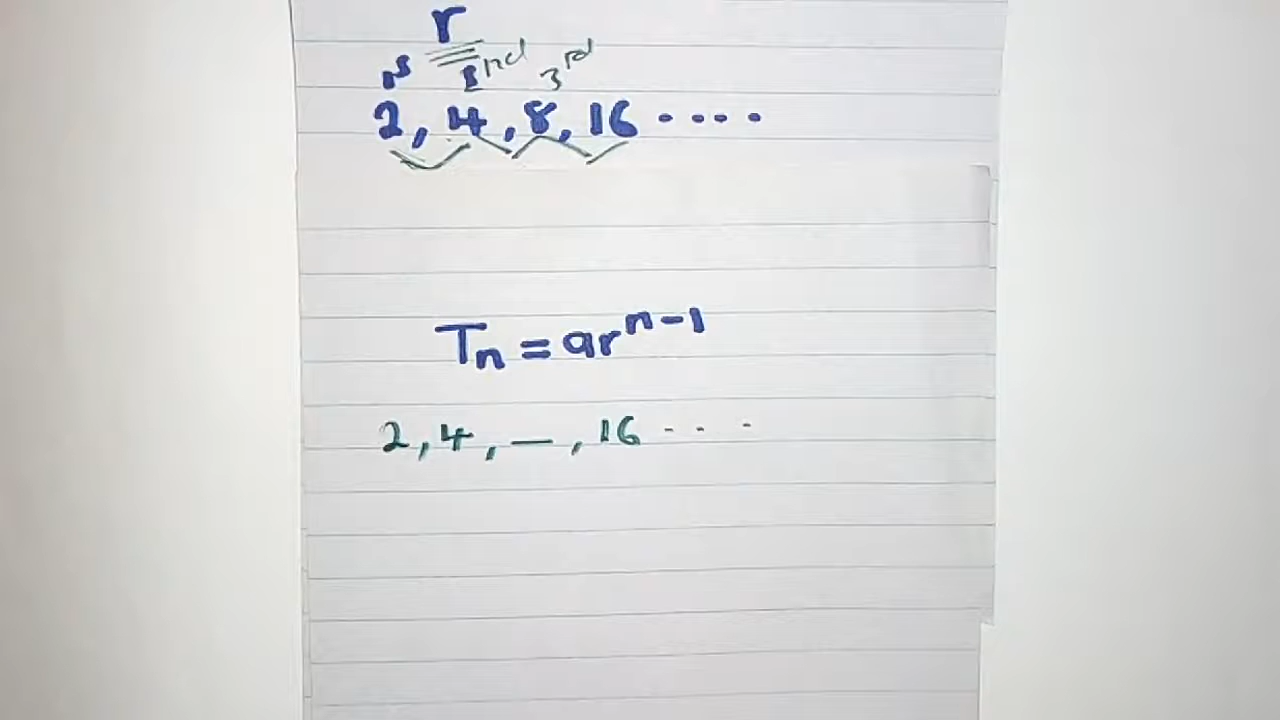 r
1st 2nd 3rd
2, 4, 8, 16 ....
Tn = ar^n-1
2, 4, __, 16 ...